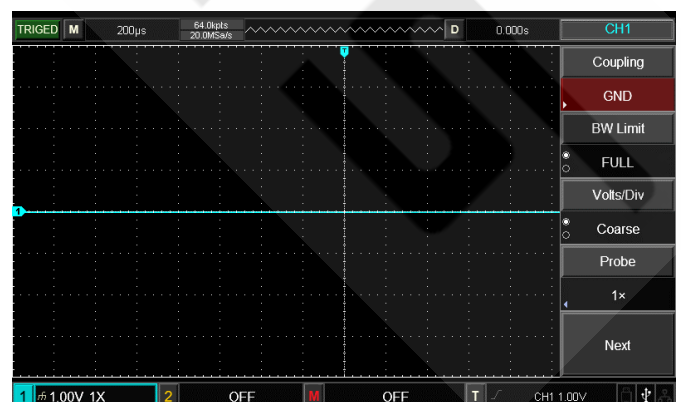 TRIGED M 200μs 64.0kpts D 0.000s CH1
20.0MSa/s
T
Coupling
GND
BW Limit
FULL
Volts/Div
1
Coarse
Probe
1×
Next
1 1.00V 1X 2 OFF M OFF T CH1 1.00V